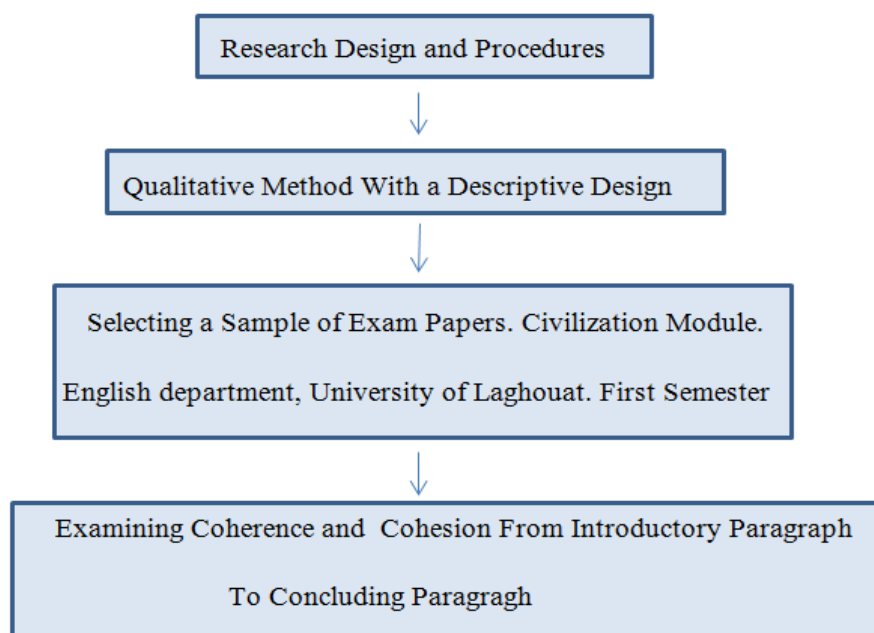 Research Design and Procedures
Qualitative Method With a Descriptive Design
Selecting a Sample of Exam Papers. Civilization Module.
English department, University of Laghouat. First Semester
Examining Coherence and Cohesion From Introductory Paragraph
To Concluding Paragragh